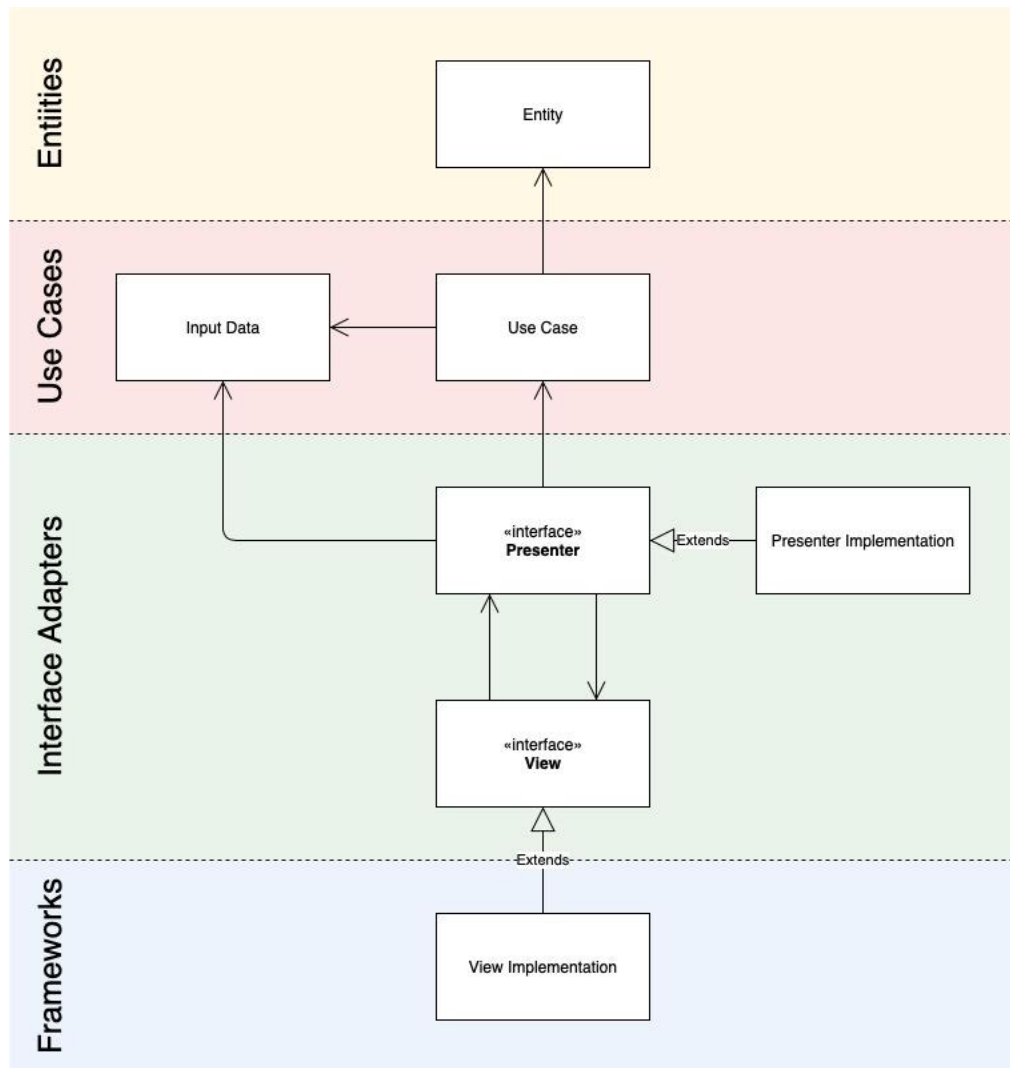 Entiities
Entity
Use Cases
Input Data
Use Case
Interface Adapters
«interface»
Presenter
Extends
Presenter Implementation
«interface»
View
Extends
Frameworks
View Implementation